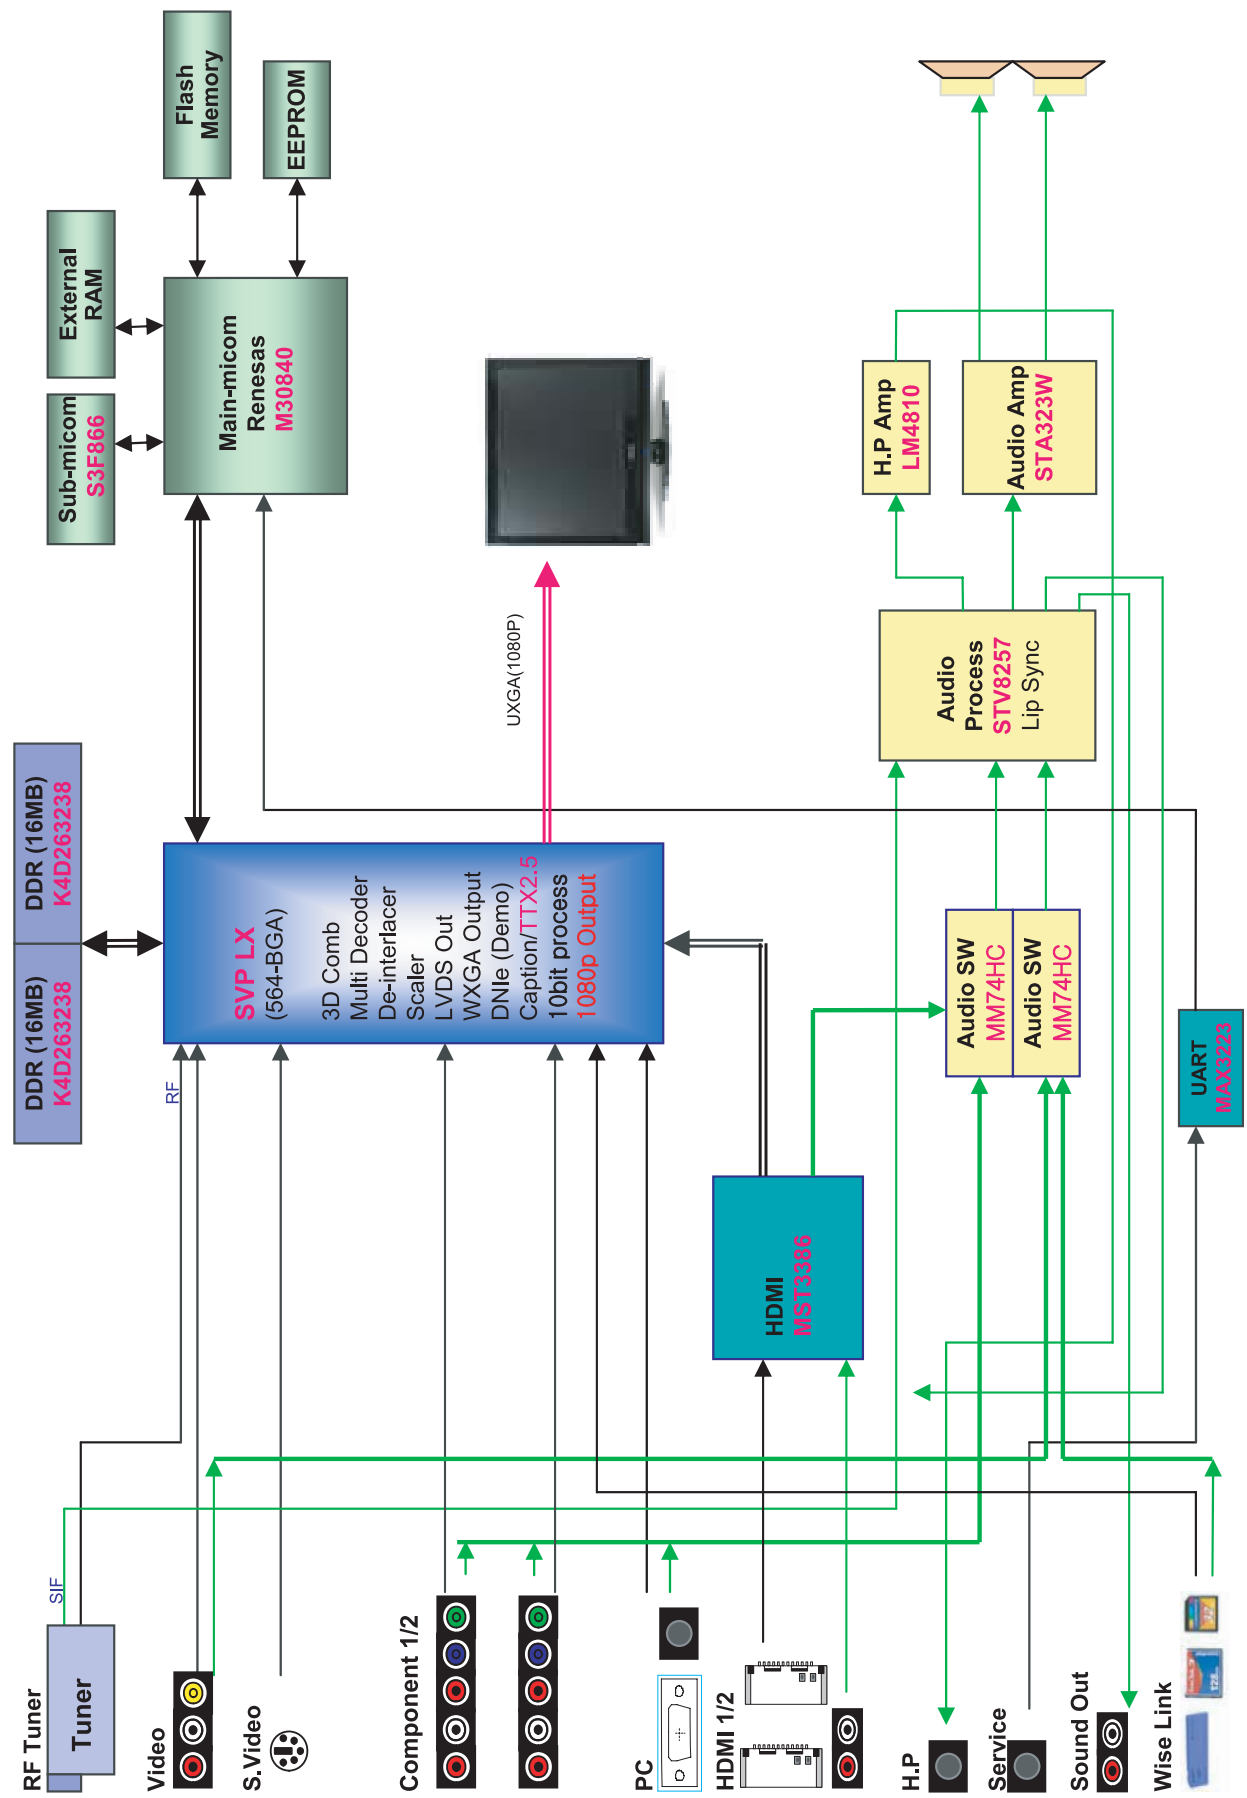 RF Tuner
Tuner
SIF
RF
Video
S.Video
Component 1/2
PC
HDMI 1/2
H.P
Service
Sound Out
Wise Link
DDR (16MB)
K4D263238
DDR (16MB)
K4D263238
SVP LX
(564-BGA)
3D Comb
Multi Decoder
De-interlacer
Scaler
LVDS Out
WXGA Output
DNIe (Demo)
Caption/TTX2.5
10bit process
1080p Output
HDMI
MST3386
Audio SW
MM74HC
Audio SW
MM74HC
UART
MAX3223
UXGA(1080P)
Audio
Process
STV8257
Lip Sync
Sub-micom
S3F866
External
RAM
Main-micom
Renesas
M30840
Flash
Memory
EEPROM
H.P Amp
LM4810
Audio Amp
STA323W